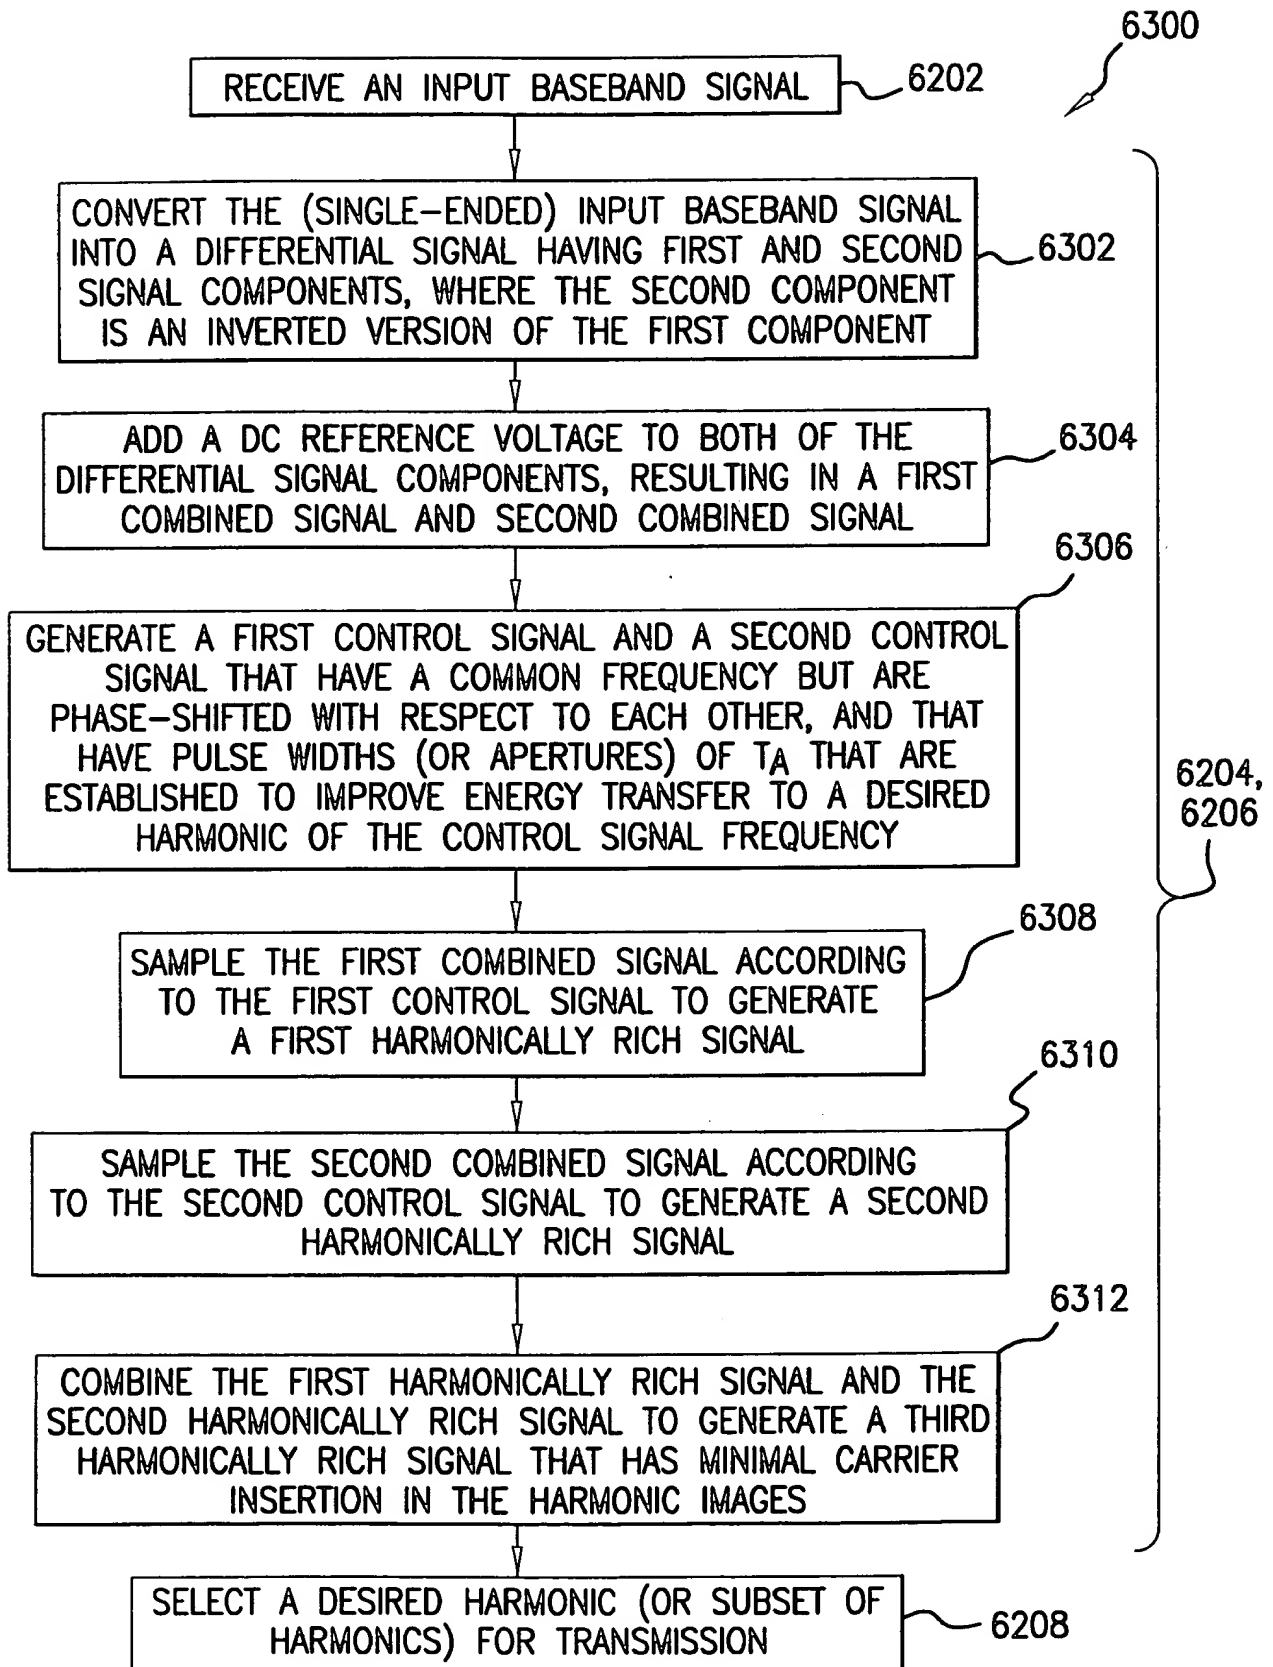 6300
RECEIVE AN INPUT BASEBAND SIGNAL
6202
CONVERT THE (SINGLE-ENDED) INPUT BASEBAND SIGNAL
INTO A DIFFERENTIAL SIGNAL HAVING FIRST AND SECOND
SIGNAL COMPONENTS, WHERE THE SECOND COMPONENT
IS AN INVERTED VERSION OF THE FIRST COMPONENT
6302
ADD A DC REFERENCE VOLTAGE TO BOTH OF THE
DIFFERENTIAL SIGNAL COMPONENTS, RESULTING IN A FIRST
COMBINED SIGNAL AND SECOND COMBINED SIGNAL
6304
6306
GENERATE A FIRST CONTROL SIGNAL AND A SECOND CONTROL
SIGNAL THAT HAVE A COMMON FREQUENCY BUT ARE
PHASE-SHIFTED WITH RESPECT TO EACH OTHER, AND THAT
HAVE PULSE WIDTHS (OR APERTURES) OF TA THAT ARE
ESTABLISHED TO IMPROVE ENERGY TRANSFER TO A DESIRED
HARMONIC OF THE CONTROL SIGNAL FREQUENCY
6204,
6206
6308
SAMPLE THE FIRST COMBINED SIGNAL ACCORDING
TO THE FIRST CONTROL SIGNAL TO GENERATE
A FIRST HARMONICALLY RICH SIGNAL
6310
SAMPLE THE SECOND COMBINED SIGNAL ACCORDING
TO THE SECOND CONTROL SIGNAL TO GENERATE A SECOND
HARMONICALLY RICH SIGNAL
6312
COMBINE THE FIRST HARMONICALLY RICH SIGNAL AND THE
SECOND HARMONICALLY RICH SIGNAL TO GENERATE A THIRD
HARMONICALLY RICH SIGNAL THAT HAS MINIMAL CARRIER
INSERTION IN THE HARMONIC IMAGES
SELECT A DESIRED HARMONIC (OR SUBSET OF
HARMONICS) FOR TRANSMISSION
6208